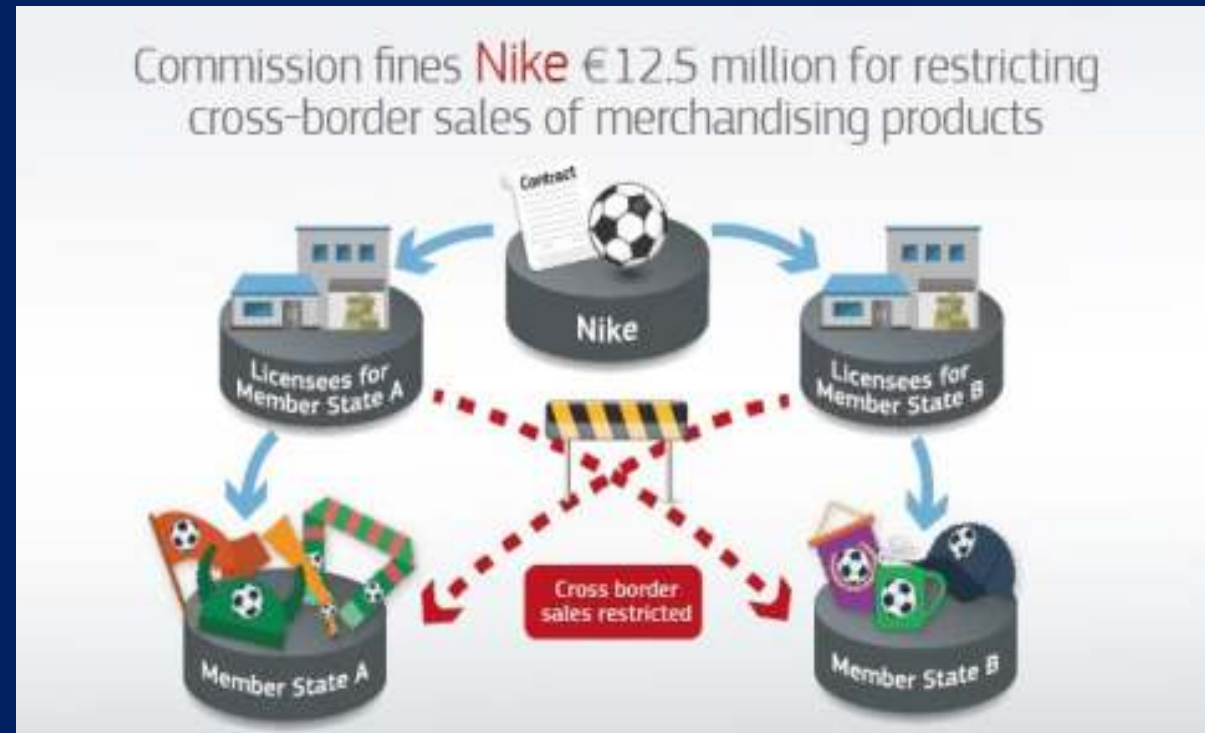 Commission fines Nike €12.5 million for restricting
cross-border sales of merchandising products
Contract
Nike
Licensees for
Member State A
Licensees for
Member State B
Cross border
sales restricted
Member State A
Member State B